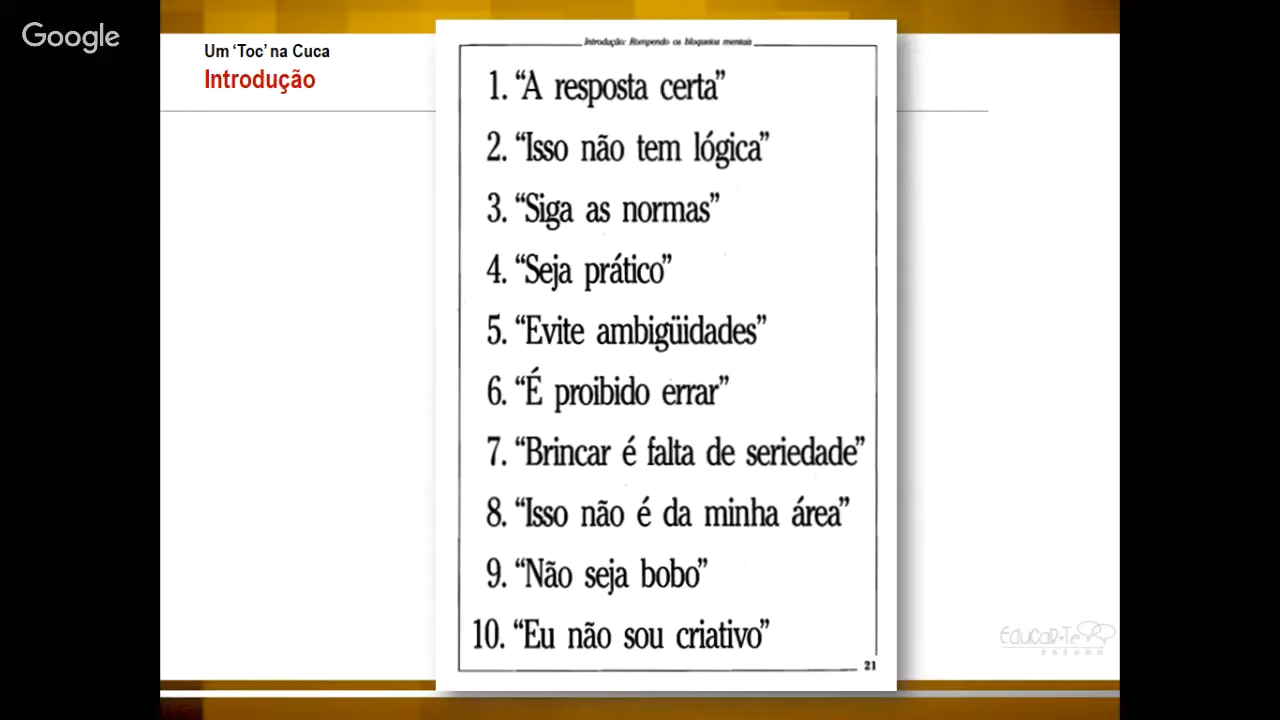 Google
Um ‘Toc’ na Cuca
Introdução
Introdução: Rompendo os bloqueios mentais
1. “A resposta certa”
2. “Isso não tem lógica”
3. “Siga as normas”
4. “Seja prático”
5. “Evite ambigüidades”
6. “É proibido errar”
7. “Brincar é falta de seriedade”
8. “Isso não é da minha área”
9. “Não seja bobo”
10. “Eu não sou criativo”
21
Educar-Te